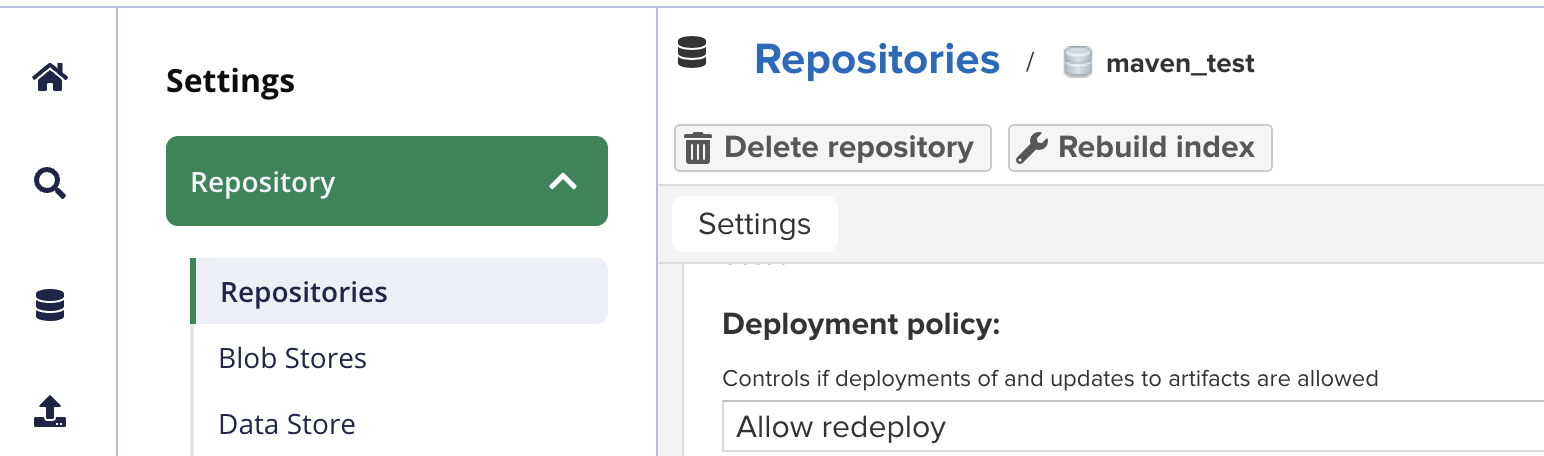 Settings
Repository
Repositories
Blob Stores
Data Store
Repositories / maven_test
Delete repository
Rebuild index
Settings
Deployment policy:
Controls if deployments of and updates to artifacts are allowed
Allow redeploy